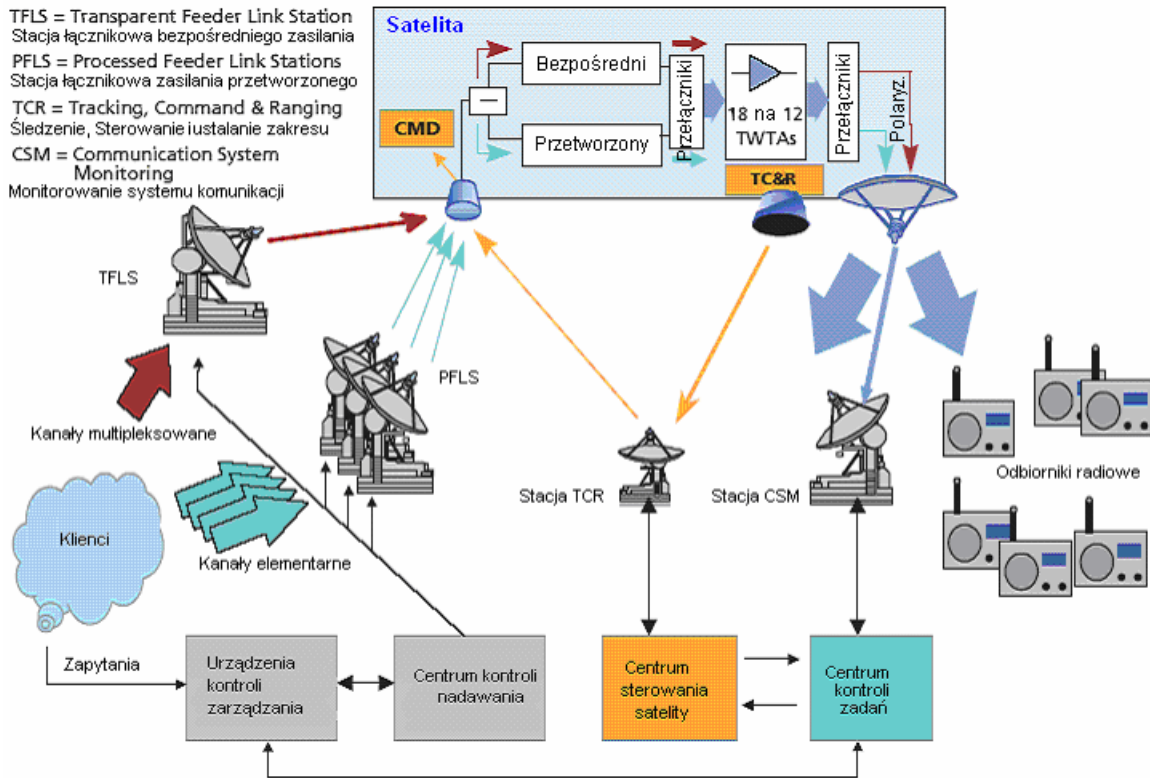 TFLS = Transparent Feeder Link Station
Stacja łącznikowa bezpośredniego zasilania
PFLS = Processed Feeder Link Stations
Stacja łącznikowa zasilania przetworzonego
TCR = Tracking, Command & Ranging
Śledzenie, Sterowanie iustalanie zakresu
CSM = Communication System
Monitoring
Monitorowanie systemu komunikacji
Satelita
Bezpośredni
Przetworzony
Przełączniki
18 na 12
TWTAs
Przełączniki
Polaryz.
CMD
TC&R
TFLS
PFLS
Kanały multipleksowane
Kanały elementarne
Klienci
Stacja TCR
Stacja CSM
Odbiorniki radiowe
Zapytania
Urządzenia
kontroli
zarządzania
Centrum kontroli
nadawania
Centrum
sterowania
satelity
Centrum
kontroli
zadań